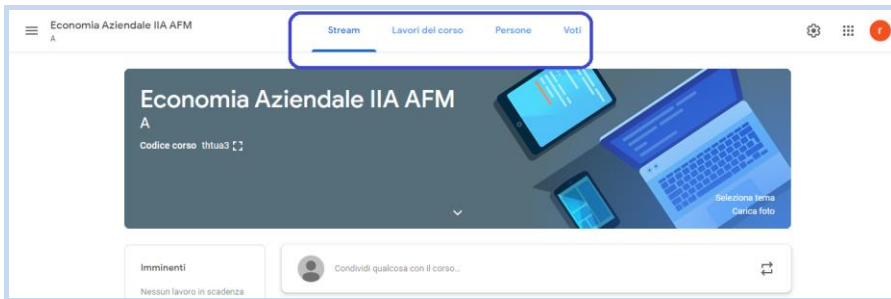 Economia Aziendale IIA AFM
A
Stream Lavori del corso Persone Voti
r
Economia Aziendale IIA AFM
A
Codice corso thtua3
Seleziona tema
Carica foto
Imminenti
Condividi qualcosa con il corso...
Nessun lavoro in scadenza